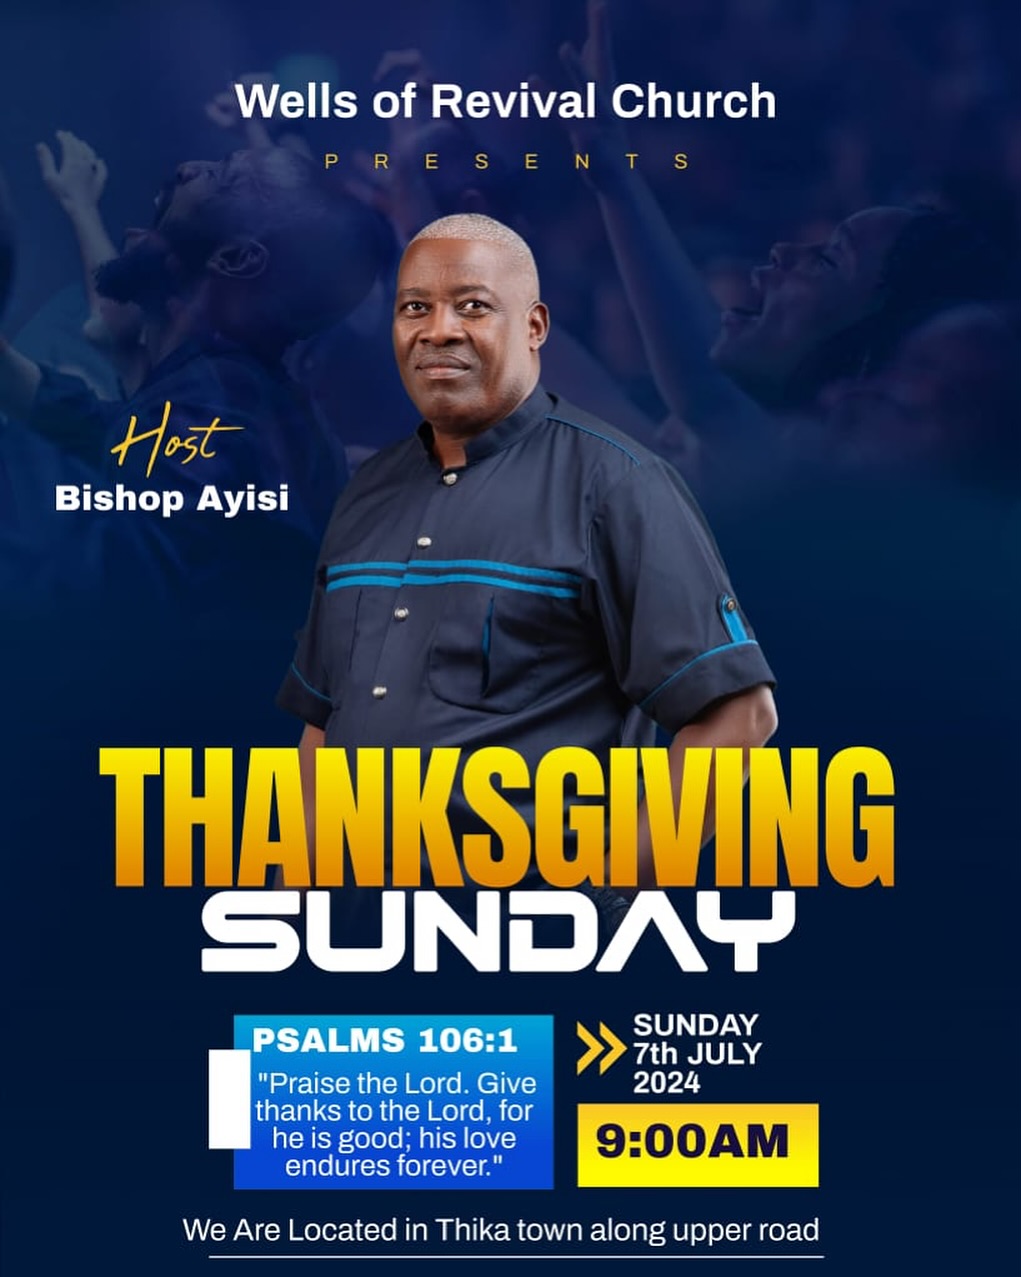 Wells of Revival Church
PRESENTS
Host
Bishop Ayisi
THANKSGIVING
SUNDAY
PSALMS 106:1
"Praise the Lord. Give
thanks to the Lord, for
he is good; his love
endures forever."
SUNDAY
7th JULY
2024
9:00AM
We Are Located in Thika town along upper road